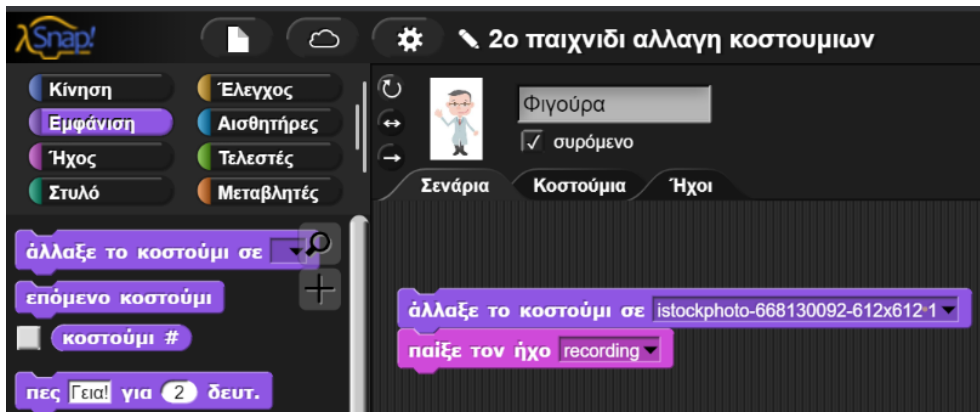 λSnap!
2ο παιχνιδι αλλαγη κοστουμιων
Κίνηση
Έλεγχος
Εμφάνιση
Αισθητήρες
Ήχος
Τελεστές
Στυλό
Μεταβλητές
Φιγούρα
συρόμενο
Σενάρια
Κοστούμια
Ήχοι
άλλαξε το κοστούμι σε
επόμενο κοστούμι
κοστούμι #
πες Γεια! για 2 δευτ.
άλλαξε το κοστούμι σε istockphoto-668130092-612x612 1
παίξε τον ήχο recording